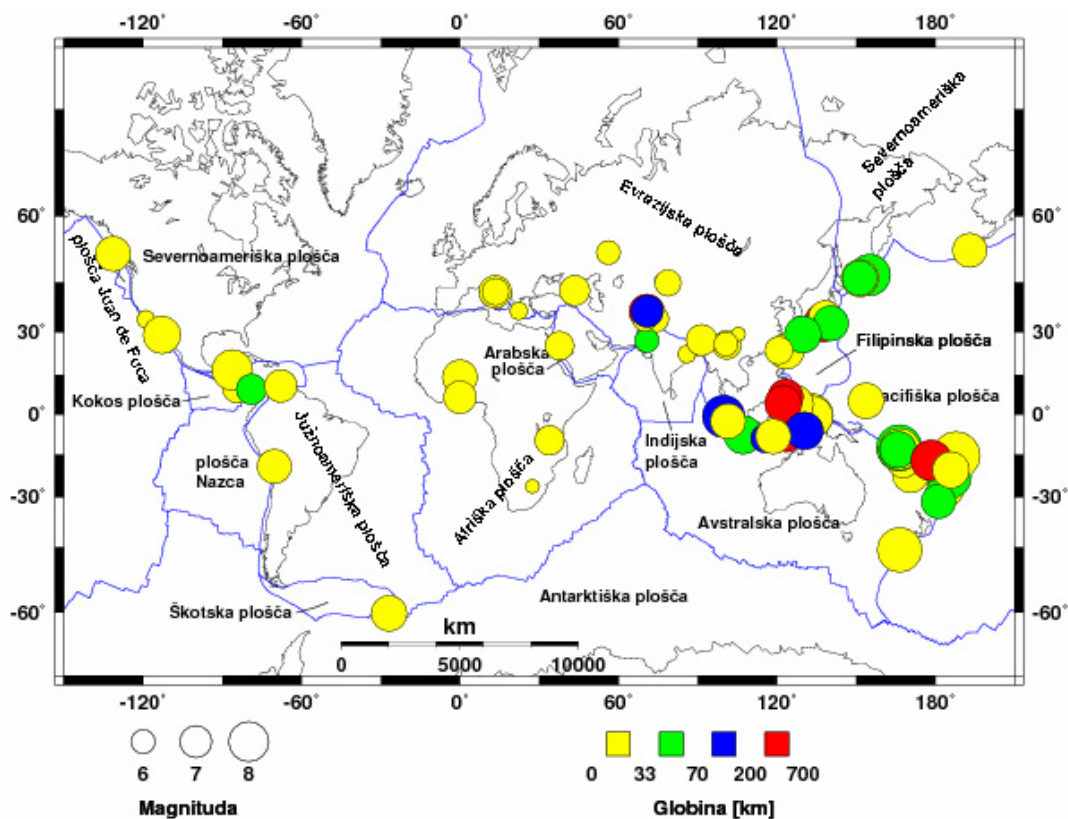 -120° -60° 0° 60° 120° 180°
60° 60°
30° 30°
0° 0°
-30° -30°
-60° -60°
Severnoameriška plošča
Evrazijska plošča
Severnoameriška plošča
plošča Juan de Fuca
Arabska plošča
Filipinska plošča
Kokos plošča
acifiška plošča
Indijska plošča
plošča Nazca
Južnoameriška plošča
Afriška plošča
Avstralska plošča
Škotska plošča
Antarktiška plošča
km
0 5000 10000
-120° -60° 0° 60° 120° 180°
6 7 8
0 33 70 200 700
Magnituda
Globina [km]